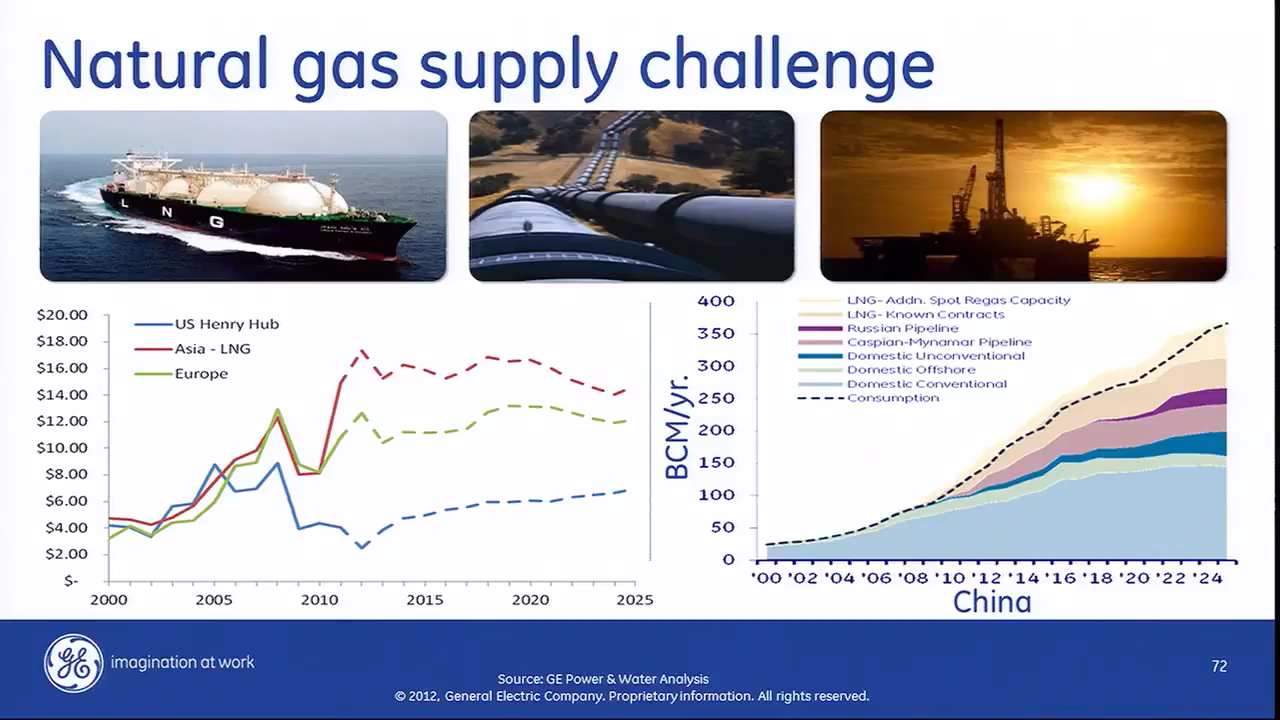 Natural gas supply challenge
L N G
$20.00
$18.00
$16.00
$14.00
$12.00
$10.00
$8.00
$6.00
$4.00
$2.00
$-
US Henry Hub
Asia - LNG
Europe
2000 2005 2010 2015 2020 2025
BCM/yr.
400
350
300
250
200
150
100
50
0
LNG- Addn. Spot Regas Capacity
LNG- Known Contracts
Russian Pipeline
Caspian-Mynamar Pipeline
Domestic Unconventional
Domestic Offshore
Domestic Conventional
Consumption
'00 '02 '04 '06 '08 '10 '12 '14 '16 '18 '20 '22 '24
China
GE imagination at work
72
Source: GE Power & Water Analysis
© 2012, General Electric Company. Proprietary information. All rights reserved.